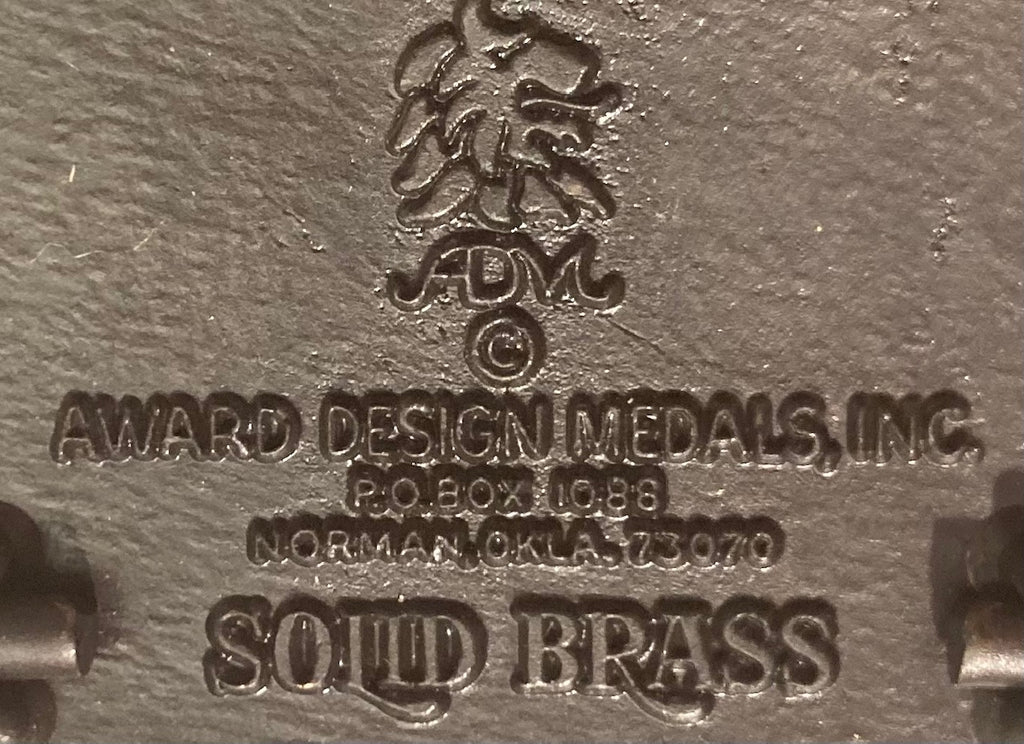 ADM
©
AWARD DESIGN MEDALS, INC.
P.O. BOX 1088
NORMAN, OKLA. 73070
SOLID BRASS